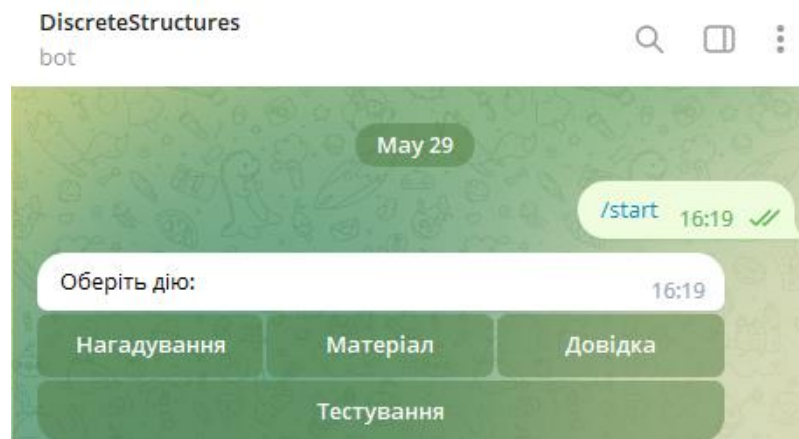 DiscreteStructures
bot
May 29
/start 16:19
Оберіть дію:
16:19
Нагадування Матеріал Довідка
Тестування